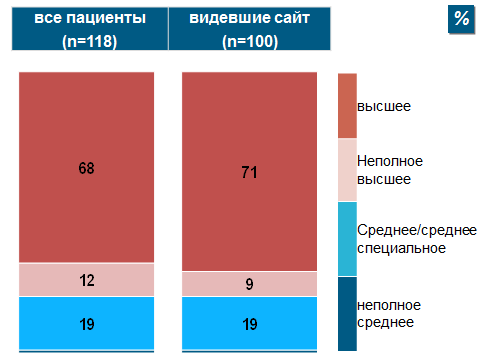 все пациенты
(n=118)
видевшие сайт
(n=100)
%
68
71
12
9
19
19
высшее
Неполное
высшее
Среднее/среднее
специальное
неполное
среднее